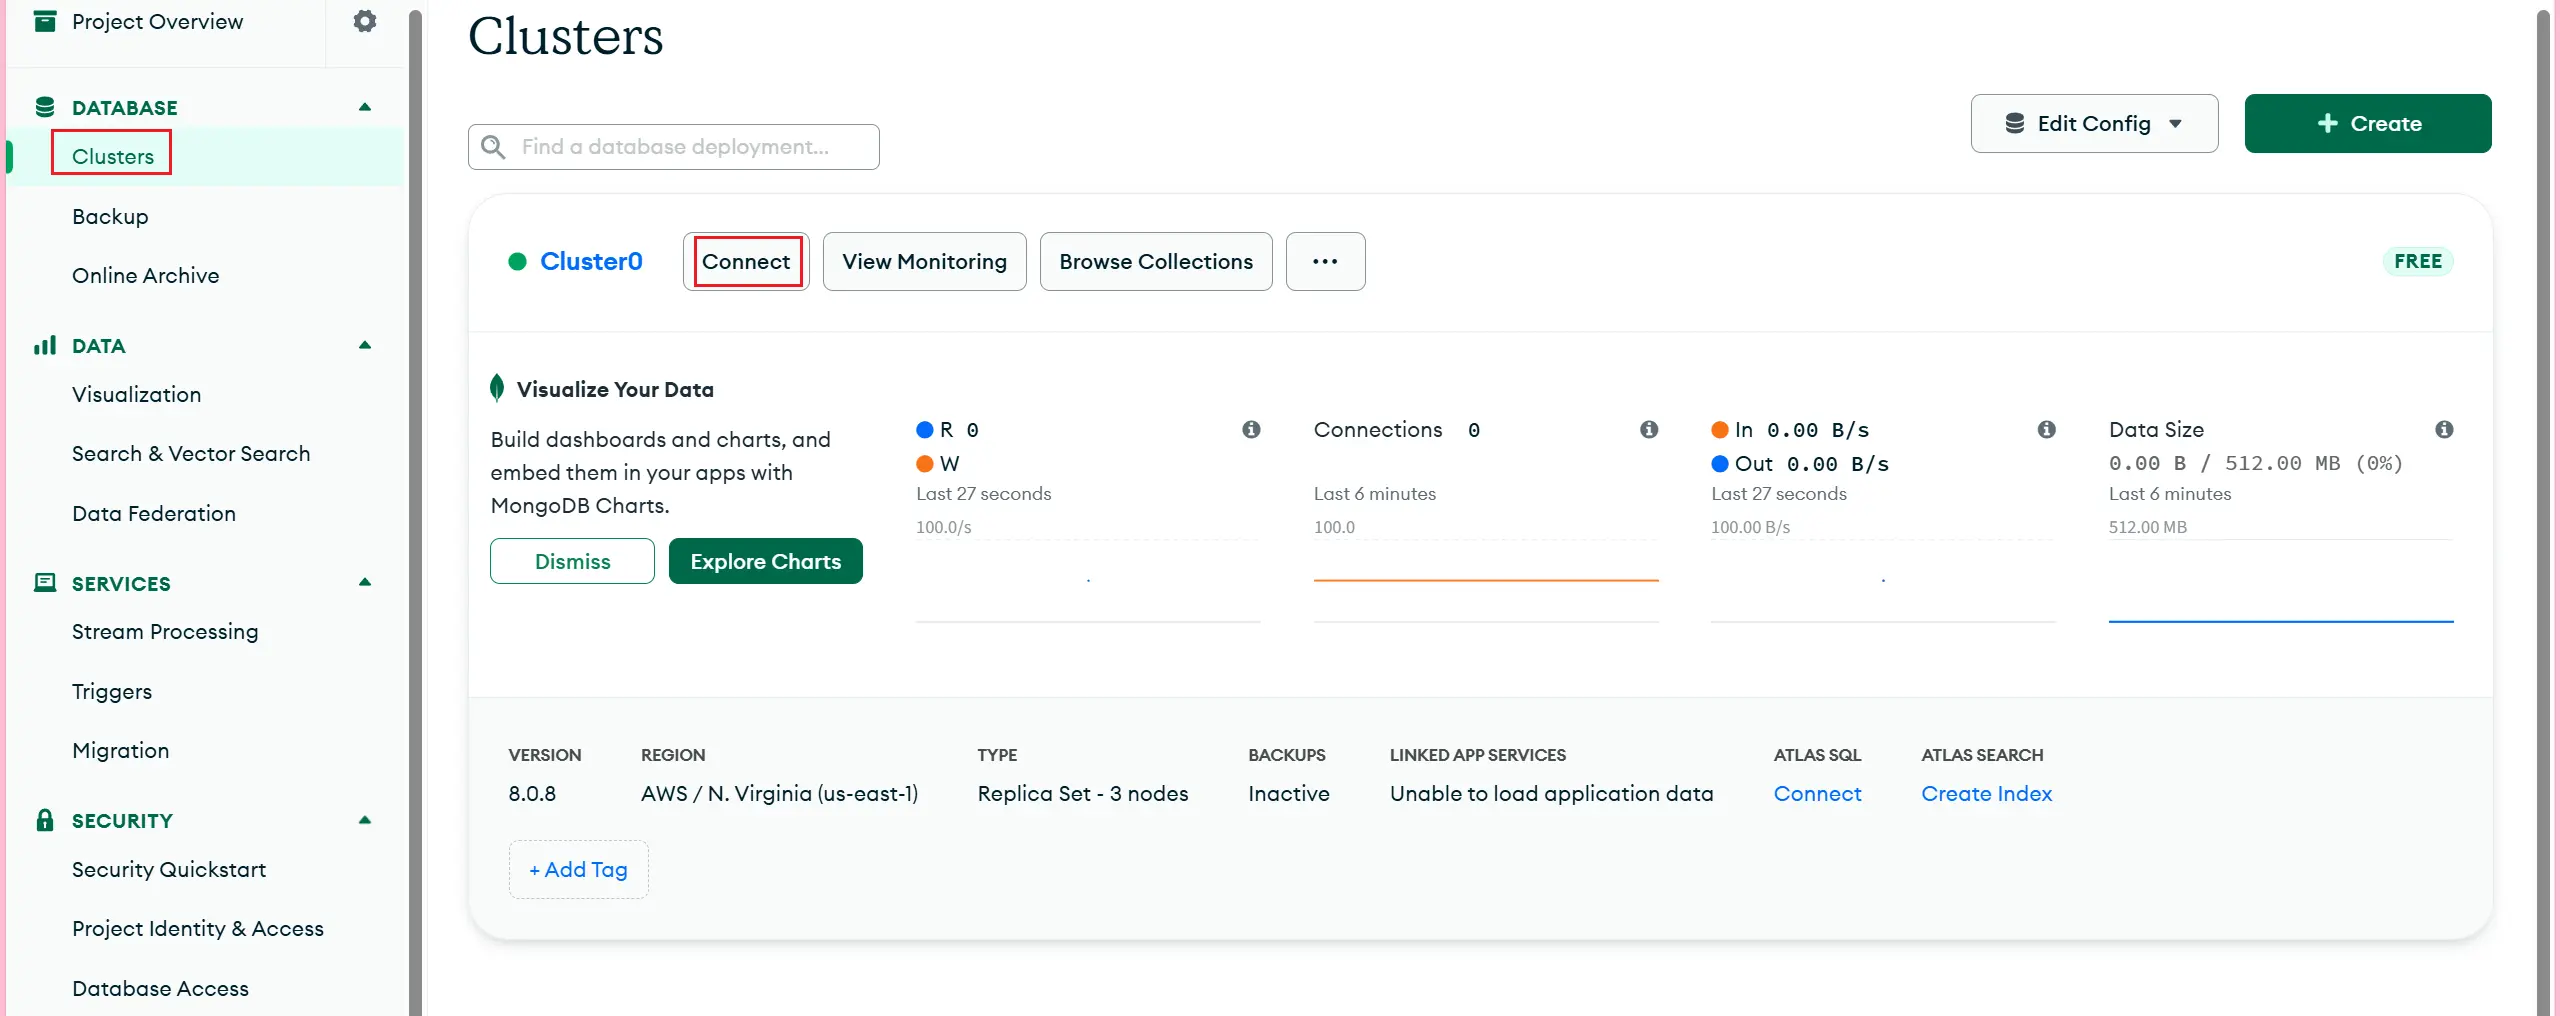 Project Overview
DATABASE
Clusters
Backup
Online Archive
DATA
Visualization
Search & Vector Search
Data Federation
SERVICES
Stream Processing
Triggers
Migration
SECURITY
Security Quickstart
Project Identity & Access
Database Access
Clusters
Find a database deployment...
Edit Config
+ Create
Cluster0
Connect
View Monitoring
Browse Collections
...
FREE
Visualize Your Data
Build dashboards and charts, and
embed them in your apps with
MongoDB Charts.
Dismiss
Explore Charts
R 0
W
Last 27 seconds
100.0/s
Connections 0
Last 6 minutes
100.0
In 0.00 B/s
Out 0.00 B/s
Last 27 seconds
100.00 B/s
Data Size
0.00 B / 512.00 MB (0%)
Last 6 minutes
512.00 MB
VERSION
8.0.8
REGION
AWS / N. Virginia (us-east-1)
TYPE
Replica Set - 3 nodes
BACKUPS
Inactive
LINKED APP SERVICES
Unable to load application data
ATLAS SQL
Connect
ATLAS SEARCH
Create Index
+ Add Tag